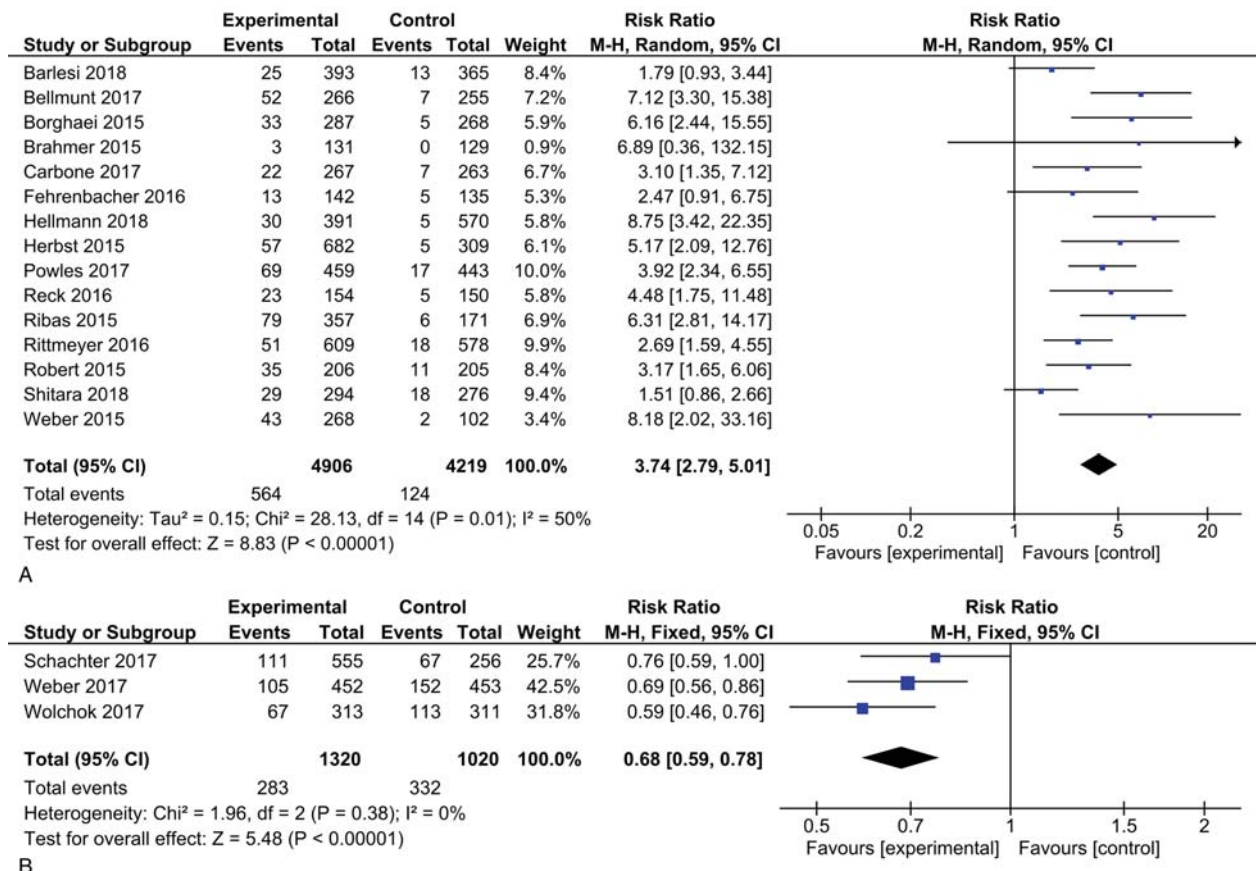 Experimental Control Risk Ratio Risk Ratio
Study or Subgroup Events Total Events Total Weight M-H, Random, 95% CI M-H, Random, 95% CI
Barlesi 2018 25 393 13 365 8.4% 1.79 [0.93, 3.44]
Bellmunt 2017 52 266 7 255 7.2% 7.12 [3.30, 15.38]
Borghaei 2015 33 287 5 268 5.9% 6.16 [2.44, 15.55]
Brahmer 2015 3 131 0 129 0.9% 6.89 [0.36, 132.15]
Carbone 2017 22 267 7 263 6.7% 3.10 [1.35, 7.12]
Fehrenbacher 2016 13 142 5 135 5.3% 2.47 [0.91, 6.75]
Hellmann 2018 30 391 5 570 5.8% 8.75 [3.42, 22.35]
Herbst 2015 57 682 5 309 6.1% 5.17 [2.09, 12.76]
Powles 2017 69 459 17 443 10.0% 3.92 [2.34, 6.55]
Reck 2016 23 154 5 150 5.8% 4.48 [1.75, 11.48]
Ribas 2015 79 357 6 171 6.9% 6.31 [2.81, 14.17]
Rittmeyer 2016 51 609 18 578 9.9% 2.69 [1.59, 4.55]
Robert 2015 35 206 11 205 8.4% 3.17 [1.65, 6.06]
Shitara 2018 29 294 18 276 9.4% 1.51 [0.86, 2.66]
Weber 2015 43 268 2 102 3.4% 8.18 [2.02, 33.16]
Total (95% CI) 4906 4219 100.0% 3.74 [2.79, 5.01]
Total events 564 124
Heterogeneity: Tau² = 0.15; Chi² = 28.13, df = 14 (P = 0.01); I² = 50%
Test for overall effect: Z = 8.83 (P < 0.00001)
0.05 0.2 1 5 20
Favours [experimental] Favours [control]
A
Experimental Control Risk Ratio Risk Ratio
Study or Subgroup Events Total Events Total Weight M-H, Fixed, 95% CI M-H, Fixed, 95% CI
Schachter 2017 111 555 67 256 25.7% 0.76 [0.59, 1.00]
Weber 2017 105 452 152 453 42.5% 0.69 [0.56, 0.86]
Wolchok 2017 67 313 113 311 31.8% 0.59 [0.46, 0.76]
Total (95% CI) 1320 1020 100.0% 0.68 [0.59, 0.78]
Total events 283 332
Heterogeneity: Chi² = 1.96, df = 2 (P = 0.38); I² = 0%
Test for overall effect: Z = 5.48 (P < 0.00001)
0.5 0.7 1 1.5 2
Favours [experimental] Favours [control]
B